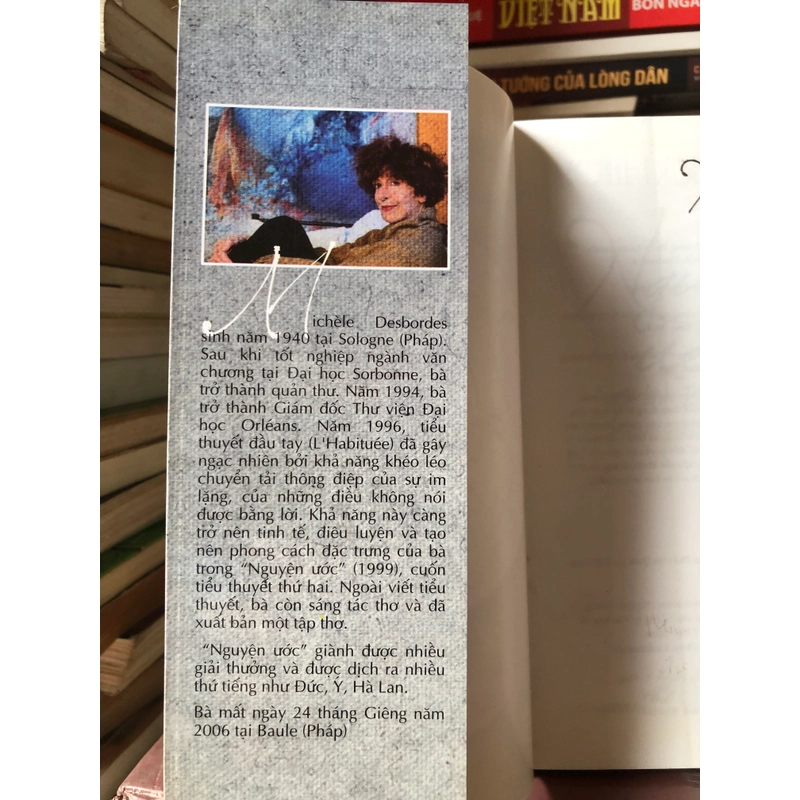 VIỆT NAM
TƯỚNG CỦA LÒNG DÂN
Michèle Desbordes
sinh năm 1940 tại Sologne (Pháp).
Sau khi tốt nghiệp ngành văn
chương tại Đại học Sorbonne, bà
trở thành quản thư. Năm 1994, bà
trở thành Giám đốc Thư viện Đại
học Orléans. Năm 1996, tiểu
thuyết đầu tay (L'Habituée) đã gây
ngạc nhiên bởi khả năng khéo léo
chuyển tải thông điệp của sự im
lặng, của những điều không nói
được bằng lời. Khả năng này càng
trở nên tinh tế, điêu luyện và tạo
nên phong cách đặc trưng của bà
trong “Nguyện ước” (1999), cuốn
tiểu thuyết thứ hai. Ngoài viết tiểu
thuyết, bà còn sáng tác thơ và đã
xuất bản một tập thơ.
“Nguyện ước” giành được nhiều
giải thưởng và được dịch ra nhiều
thứ tiếng như Đức, Ý, Hà Lan.
Bà mất ngày 24 tháng Giêng năm
2006 tại Baule (Pháp)